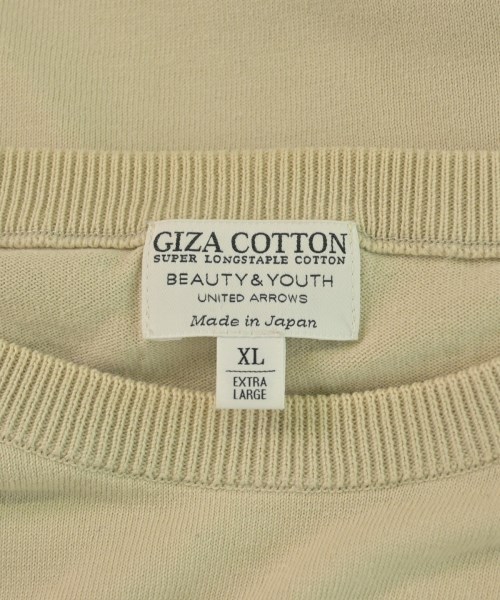 GIZA COTTON
SUPER LONGSTAPLE COTTON
BEAUTY&YOUTH
UNITED ARROWS
Made in Japan
XL
EXTRA
LARGE